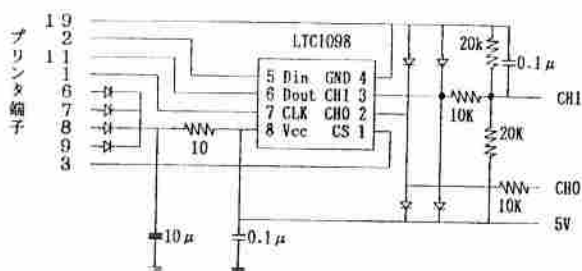 プリンタ端子
19
2
11
1
6
7
8
9
3
LTC1098
5 Din GND 4
6 Dout CH1 3
7 CLK CH0 2
8 Vcc CS 1
10
10μ
0.1μ
20k
0.1μ
CH1
10K
20K
CH0
10K
5V